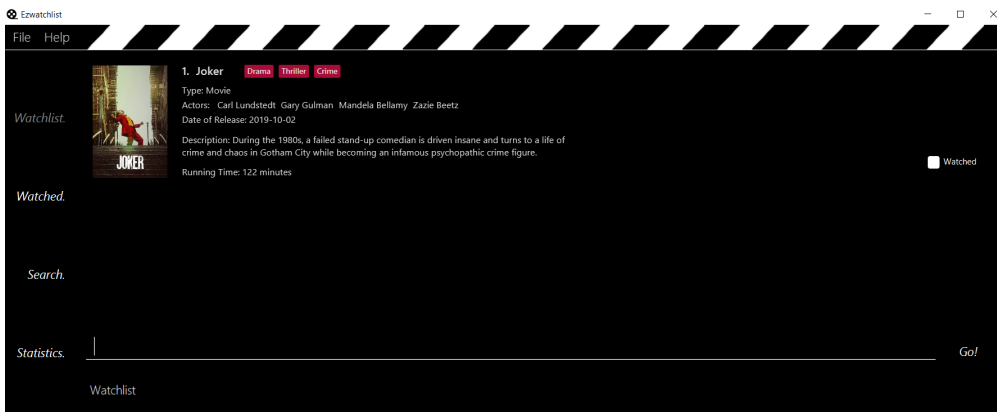 Ezwatchlist
File Help
1. Joker Drama Thriller Crime
Type: Movie
Actors: Carl Lundstedt Gary Gulman Mandela Bellamy Zazie Beetz
Date of Release: 2019-10-02
Description: During the 1980s, a failed stand-up comedian is driven insane and turns to a life of
crime and chaos in Gotham City while becoming an infamous psychopathic crime figure.
Running Time: 122 minutes
JOKER
Watched
Watchlist.
Watched.
Search.
Statistics.
Go!
Watchlist